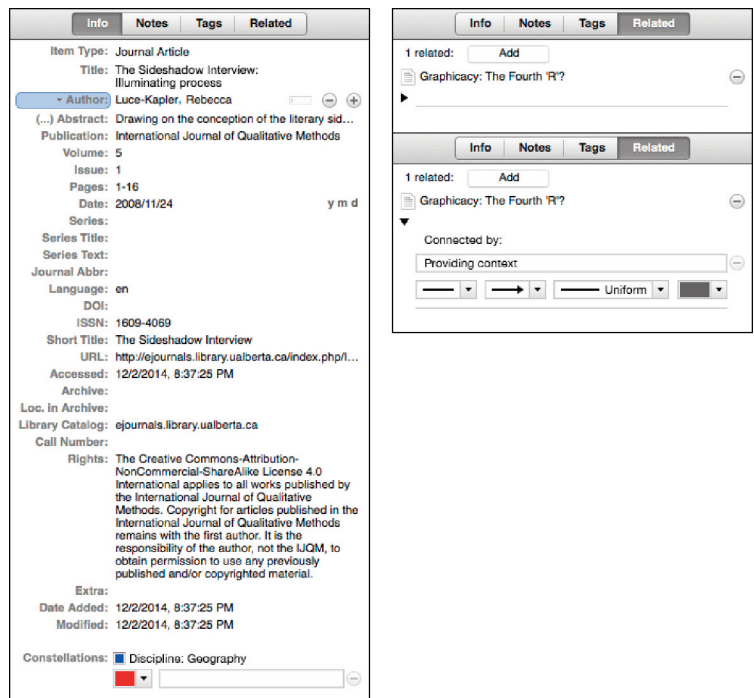 Info Notes Tags Related
Item Type: Journal Article
Title: The Sideshadow Interview:
Illuminating process
Author: Luce-Kapler, Rebecca
(...) Abstract: Drawing on the conception of the literary sid...
Publication: International Journal of Qualitative Methods
Volume: 5
Issue: 1
Pages: 1-16
Date: 2008/11/24 y m d
Series:
Series Title:
Series Text:
Journal Abbr:
Language: en
DOI:
ISSN: 1609-4069
Short Title: The Sideshadow Interview
URL: http://ejournals.library.ualberta.ca/index.php/I...
Accessed: 12/2/2014, 8:37:25 PM
Archive:
Loc. in Archive:
Library Catalog: ejournals.library.ualberta.ca
Call Number:
Rights: The Creative Commons-Attribution-
NonCommercial-ShareAlike License 4.0
International applies to all works published by
the International Journal of Qualitative
Methods. Copyright for articles published in the
International Journal of Qualitative Methods
remains with the first author. It is the
responsibility of the author, not the IJQM, to
obtain permission to use any previously
published and/or copyrighted material.
Extra:
Date Added: 12/2/2014, 8:37:25 PM
Modified: 12/2/2014, 8:37:25 PM
Constellations: Discipline: Geography
Info Notes Tags Related
1 related: Add
Graphicacy: The Fourth 'R'?
Info Notes Tags Related
1 related: Add
Graphicacy: The Fourth 'R'?
Connected by:
Providing context
Uniform